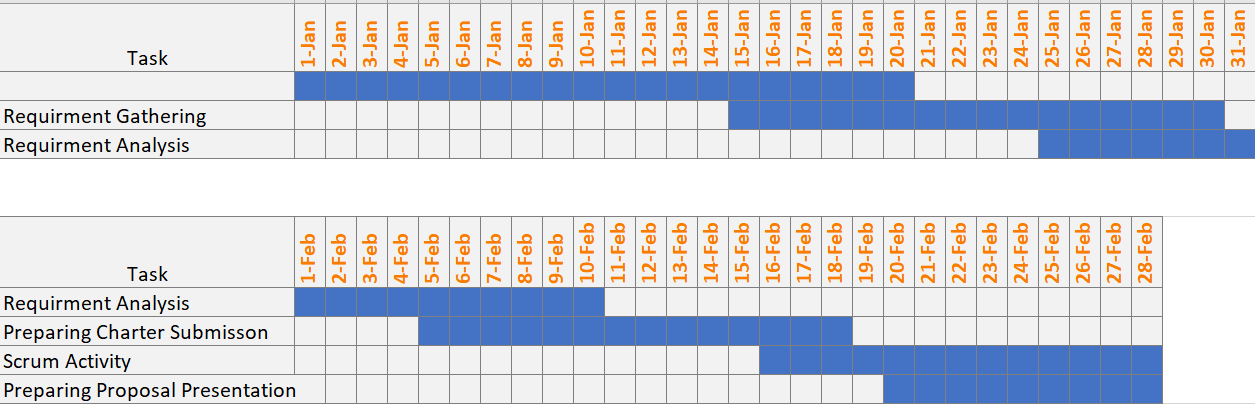 Task 1-Jan 2-Jan 3-Jan 4-Jan 5-Jan 6-Jan 7-Jan 8-Jan 9-Jan 10-Jan 11-Jan 12-Jan 13-Jan 14-Jan 15-Jan 16-Jan 17-Jan 18-Jan 19-Jan 20-Jan 21-Jan 22-Jan 23-Jan 24-Jan 25-Jan 26-Jan 27-Jan 28-Jan 29-Jan 30-Jan 31-Jan
Requirment Gathering
Requirment Analysis
Task 1-Feb 2-Feb 3-Feb 4-Feb 5-Feb 6-Feb 7-Feb 8-Feb 9-Feb 10-Feb 11-Feb 12-Feb 13-Feb 14-Feb 15-Feb 16-Feb 17-Feb 18-Feb 19-Feb 20-Feb 21-Feb 22-Feb 23-Feb 24-Feb 25-Feb 26-Feb 27-Feb 28-Feb
Requirment Analysis
Preparing Charter Submisson
Scrum Activity
Preparing Proposal Presentation